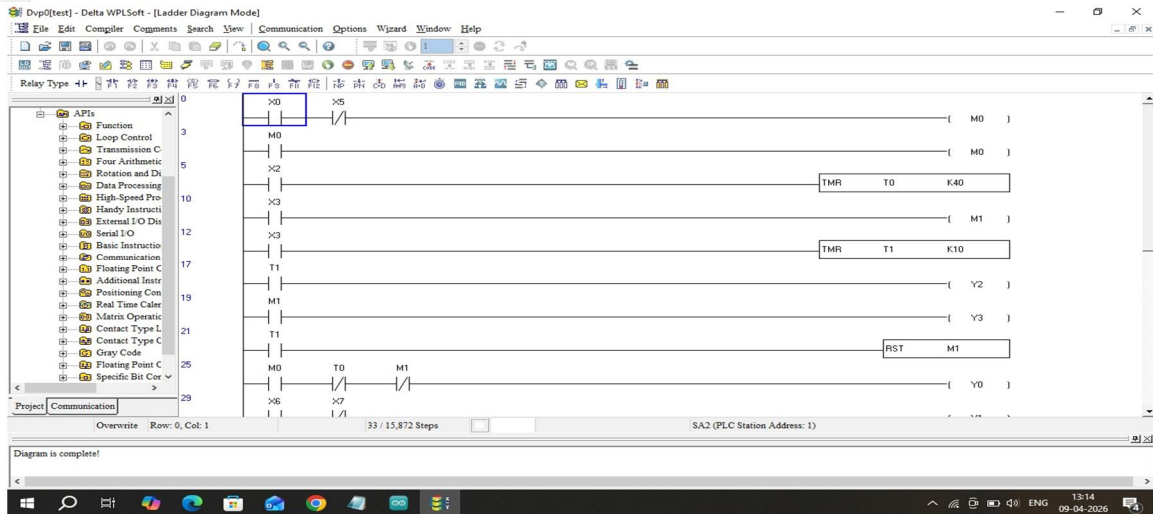 Dvp0[test] - Delta WPLSoft - [Ladder Diagram Mode]
File Edit Compiler Comments Search View Communication Options Wizard Window Help
1
Relay Type
APIs
Function
Loop Control
Transmission C
Four Arithmetic
Rotation and Di
Data Processing
High-Speed Pro
Handy Instructi
External I/O Dis
Serial I/O
Basic Instructio
Communication
Floating Point C
Additional Instr
Positioning Con
Real Time Caler
Matrix Operatic
Contact Type L
Contact Type C
Gray Code
Floating Point C
Specific Bit Cor
Project Communication
0 X0 X5 M0
3 M0 M0
5 X2 TMR T0 K40
10 X3 M1
12 X3 TMR T1 K10
17 T1 Y2
19 M1 Y3
21 T1 RST M1
25 M0 T0 M1 Y0
29 X6 X7
Overwrite Row: 0, Col: 1 33 / 15,872 Steps SA2 (PLC Station Address: 1)
Diagram is complete!
ENG 13:14
09-04-2026 4